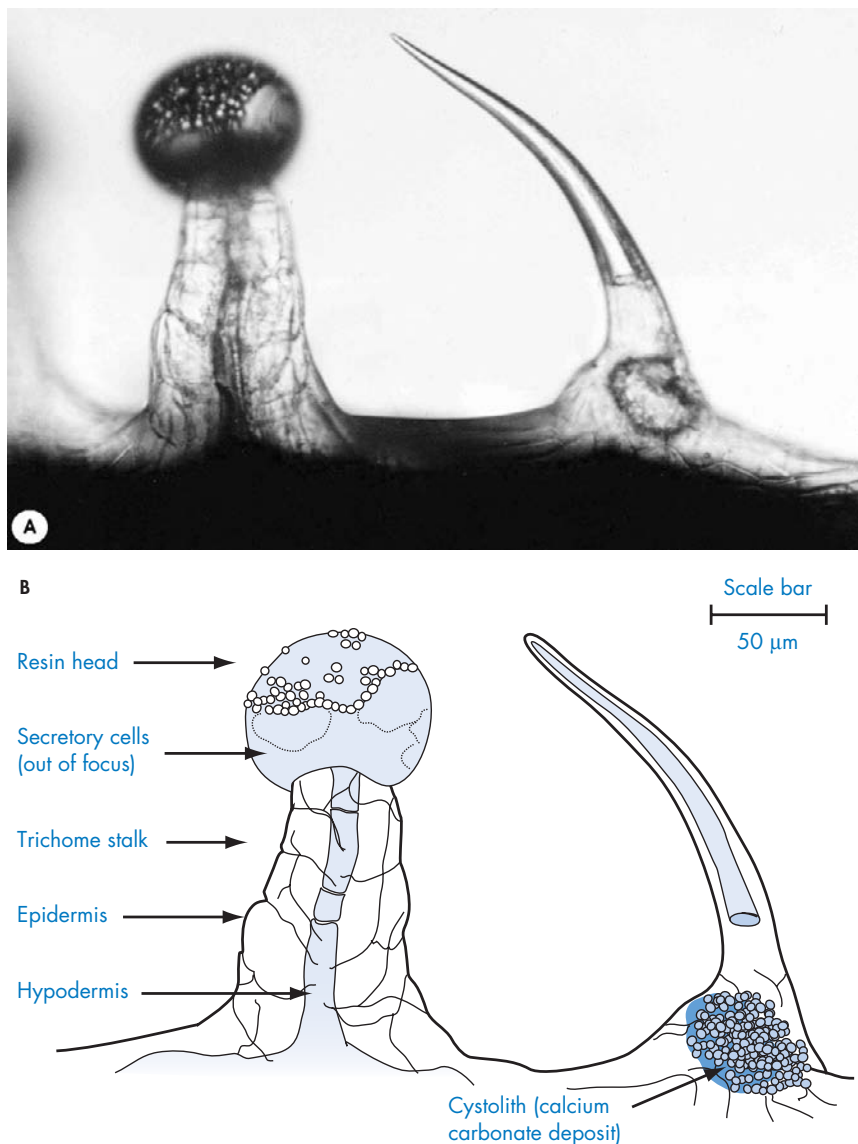 A
B
Scale bar
50 μm
Resin head
Secretory cells
(out of focus)
Trichome stalk
Epidermis
Hypodermis
Cystolith (calcium
carbonate deposit)